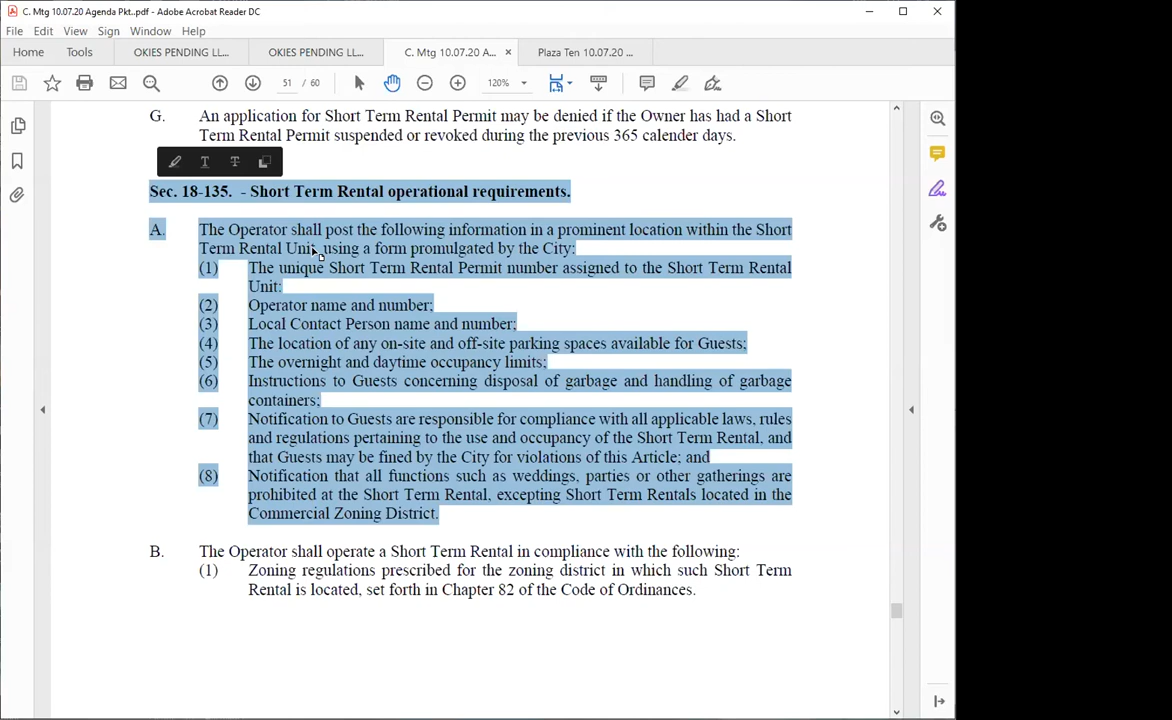 C. Mtg 10.07.20 Agenda Pkt..pdf - Adobe Acrobat Reader DC
File Edit View Sign Window Help
Home Tools OKIES PENDING LL... OKIES PENDING LL... C. Mtg 10.07.20 A... × Plaza Ten 10.07.20 ...
51 / 60 120%
G. An application for Short Term Rental Permit may be denied if the Owner has had a Short
Term Rental Permit suspended or revoked during the previous 365 calender days.
Sec. 18-135. - Short Term Rental operational requirements.
A. The Operator shall post the following information in a prominent location within the Short
Term Rental Unit, using a form promulgated by the City:
(1) The unique Short Term Rental Permit number assigned to the Short Term Rental
Unit:
(2) Operator name and number;
(3) Local Contact Person name and number;
(4) The location of any on-site and off-site parking spaces available for Guests;
(5) The overnight and daytime occupancy limits;
(6) Instructions to Guests concerning disposal of garbage and handling of garbage
containers;
(7) Notification to Guests are responsible for compliance with all applicable laws, rules
and regulations pertaining to the use and occupancy of the Short Term Rental, and
that Guests may be fined by the City for violations of this Article; and
(8) Notification that all functions such as weddings, parties or other gatherings are
prohibited at the Short Term Rental, excepting Short Term Rentals located in the
Commercial Zoning District.
B. The Operator shall operate a Short Term Rental in compliance with the following:
(1) Zoning regulations prescribed for the zoning district in which such Short Term
Rental is located, set forth in Chapter 82 of the Code of Ordinances.